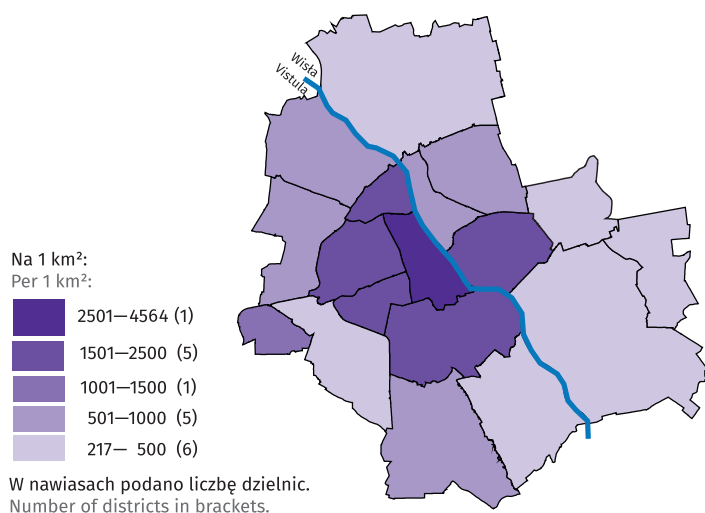 Wisła
Vistula
Na 1 km²:
Per 1 km²:
2501—4564 (1)
1501—2500 (5)
1001—1500 (1)
501—1000 (5)
217— 500 (6)
W nawiasach podano liczbę dzielnic.
Number of districts in brackets.